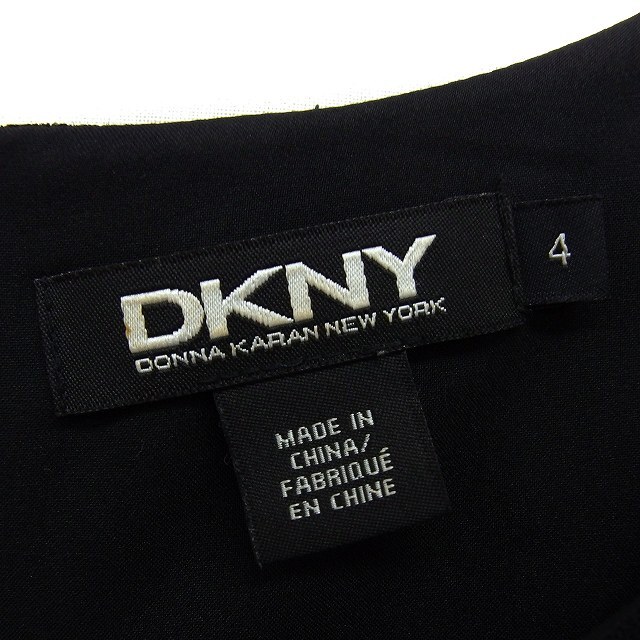 DKNY
DONNA KARAN NEW YORK
4
MADE IN
CHINA/
FABRIQUÉ
EN CHINE